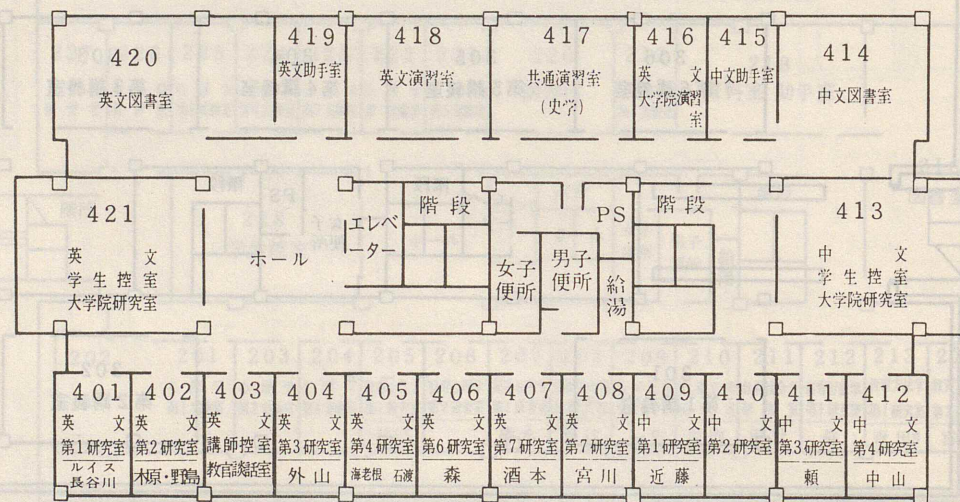 420
英文図書室
419
英文助手室
418
英文演習室
417
共通演習室
(史学)
416
英文
大学院演習
室
415
中文助手室
414
中文図書室
421
英文
学生控室
大学院研究室
ホール
エレベ
ーター
階段
女子
便所
男子
便所
PS
給
湯
階段
413
中文
学生控室
大学院研究室
401
英文
第1研究室
ルイス
長谷川
402
英文
第2研究室
木原・野島
403
英文
講師控室
教官談話室
404
英文
第3研究室
外山
405
英文
第4研究室
海老根 石渡
406
英文
第6研究室
森
407
英文
第7研究室
酒本
408
英文
第7研究室
宮川
409
中文
第1研究室
近藤
410
中文
第2研究室
411
中文
第3研究室
頼
412
中文
第4研究室
中山